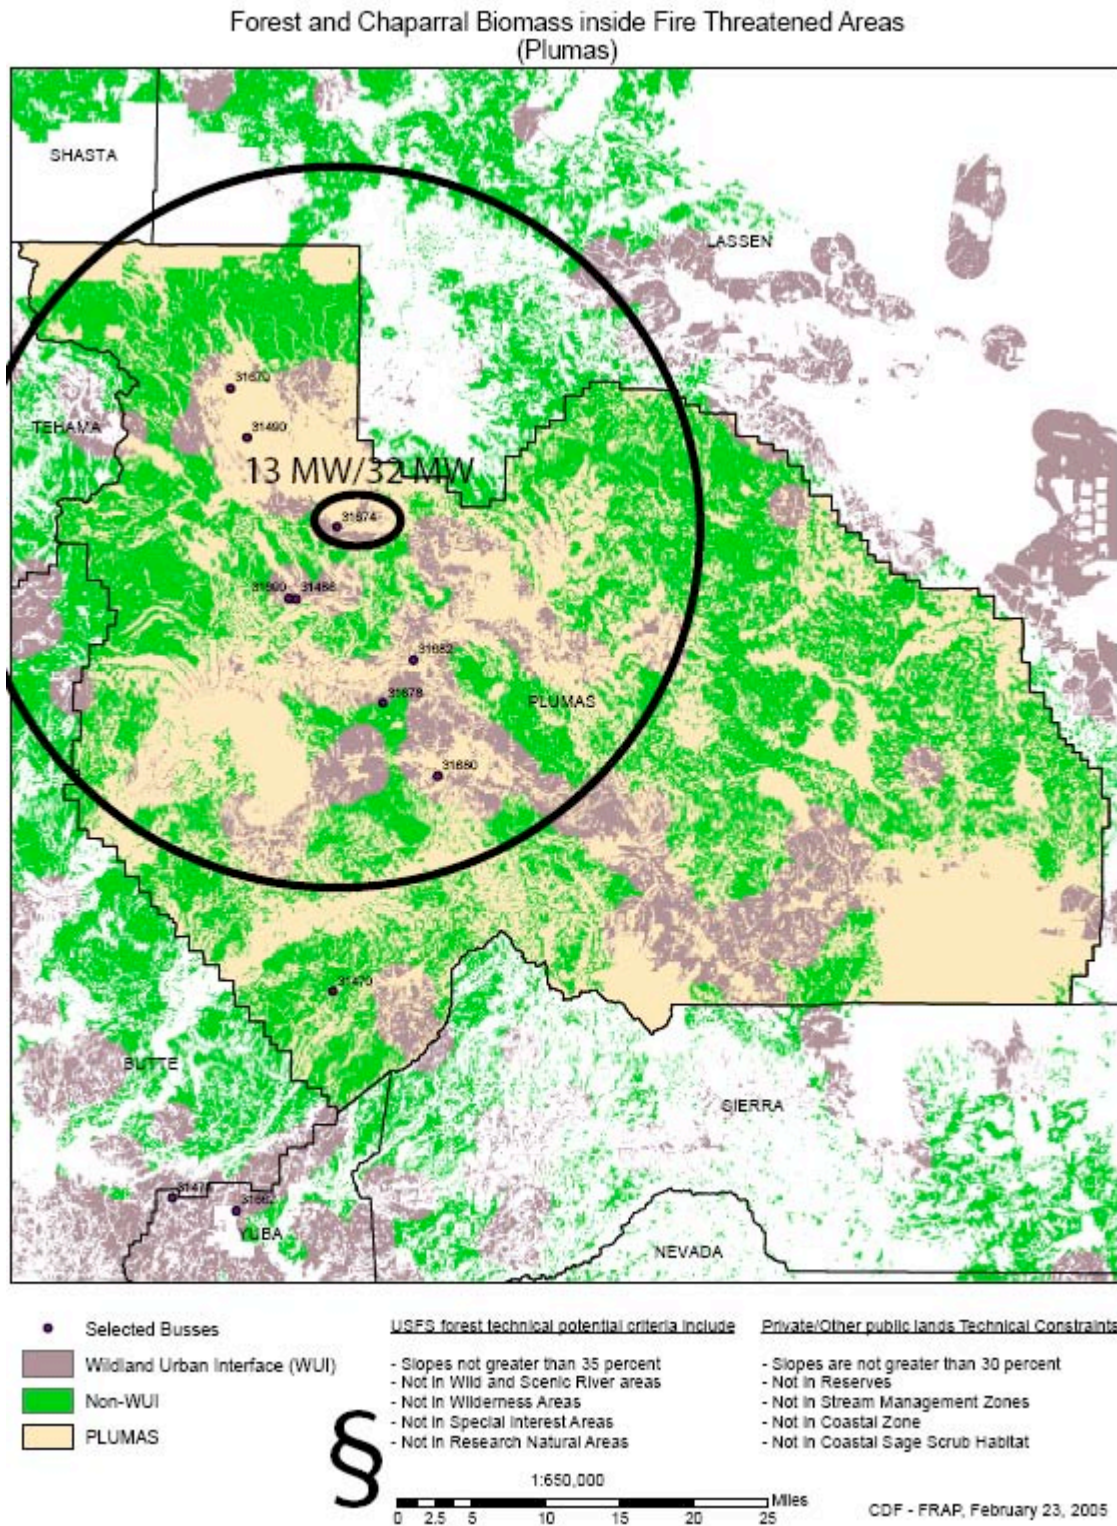 Forest and Chaparral Biomass inside Fire Threatened Areas
(Plumas)
SHASTA
LASSEN
31670
TEHAMA
31490
13 MW/32 MW
31674
31486
31682
31678
PLUMAS
31680
31470
BUTTE
SIERRA
YUBA
NEVADA
Selected Busses
Wildland Urban Interface (WUI)
Non-WUI
PLUMAS
USFS forest technical potential criteria include
- Slopes not greater than 35 percent
- Not in Wild and Scenic River areas
- Not in Wilderness Areas
- Not in Special Interest Areas
- Not in Research Natural Areas
Private/Other public lands Technical Constraints
- Slopes are not greater than 30 percent
- Not in Reserves
- Not in Stream Management Zones
- Not in Coastal Zone
- Not in Coastal Sage Scrub Habitat
§
1:650,000
Miles
0 2.5 5 10 15 20 25
CDF - FRAP, February 23, 2005